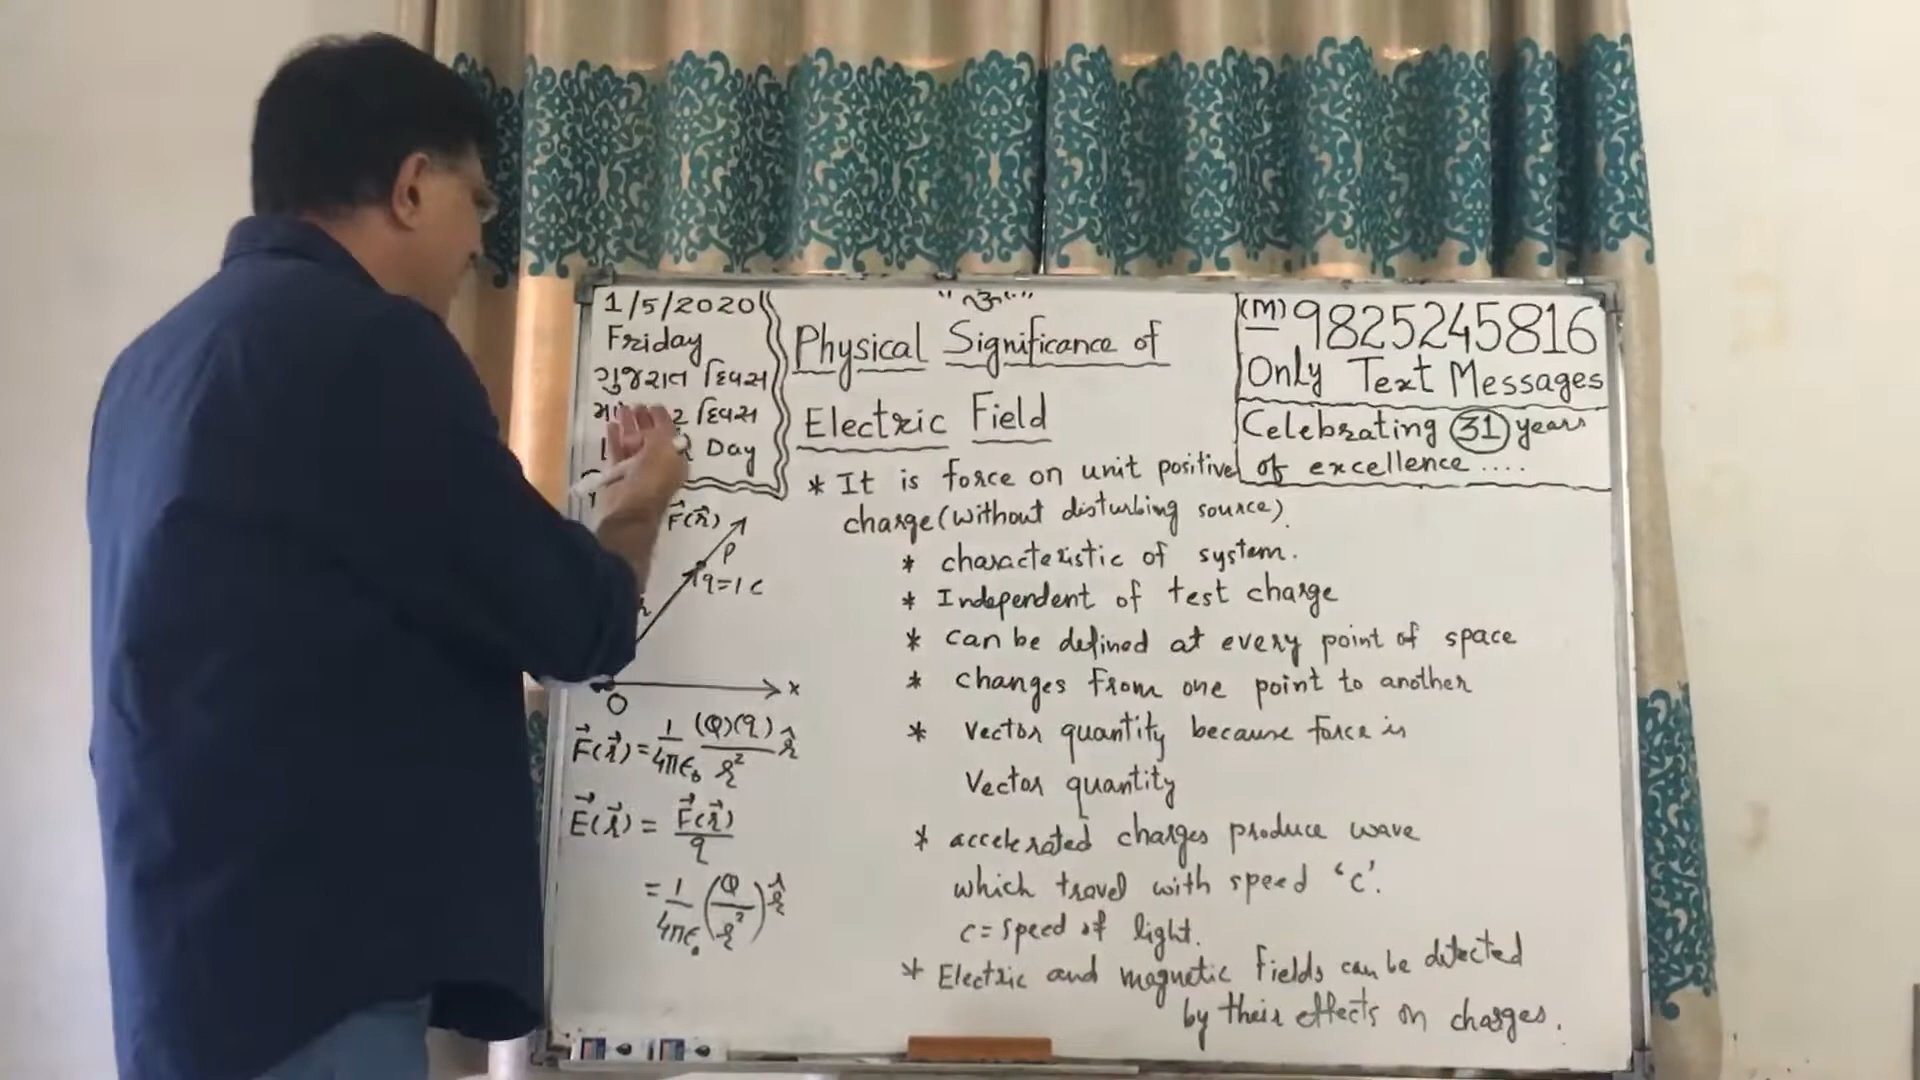 1/5/2020
Friday
ગુજરાત દિવસ
દિવસ
Day
"ૐ"
Physical Significance of
Electric Field
(M) 9825245816
Only Text Messages
Celebrating 31 years
of excellence ....
* It is force on unit positive
charge (without disturbing source).
* characteristic of system.
* Independent of test charge
* can be defined at every point of space
* changes from one point to another
* Vector quantity because force is
Vector quantity
* accelerated charges produce wave
which travel with speed 'c'.
c = speed of light.
* Electric and magnetic fields can be detected
by their effects on charges.
F⃗(r⃗)
P
q=1 C
r
x
O
F⃗(r⃗) = 1/4πϵ₀ (Q)(q)/r² r̂
E⃗(r⃗) = F⃗(r⃗)/q
= 1/4πϵ₀ (Q/r²) r̂